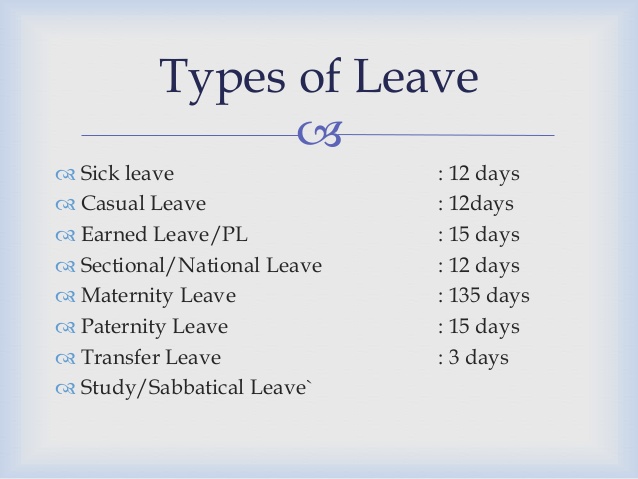 Types of Leave
Sick leave : 12 days
Casual Leave : 12days
Earned Leave/PL : 15 days
Sectional/National Leave : 12 days
Maternity Leave : 135 days
Paternity Leave : 15 days
Transfer Leave : 3 days
Study/Sabbatical Leave`